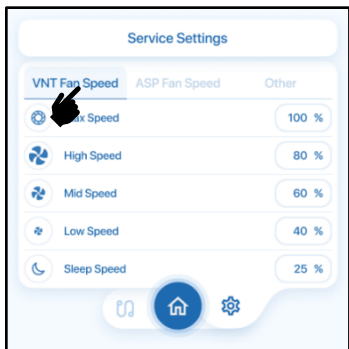 Service Settings
VNT Fan Speed ASP Fan Speed Other
Speed 100 %
High Speed 80 %
Mid Speed 60 %
Low Speed 40 %
Sleep Speed 25 %